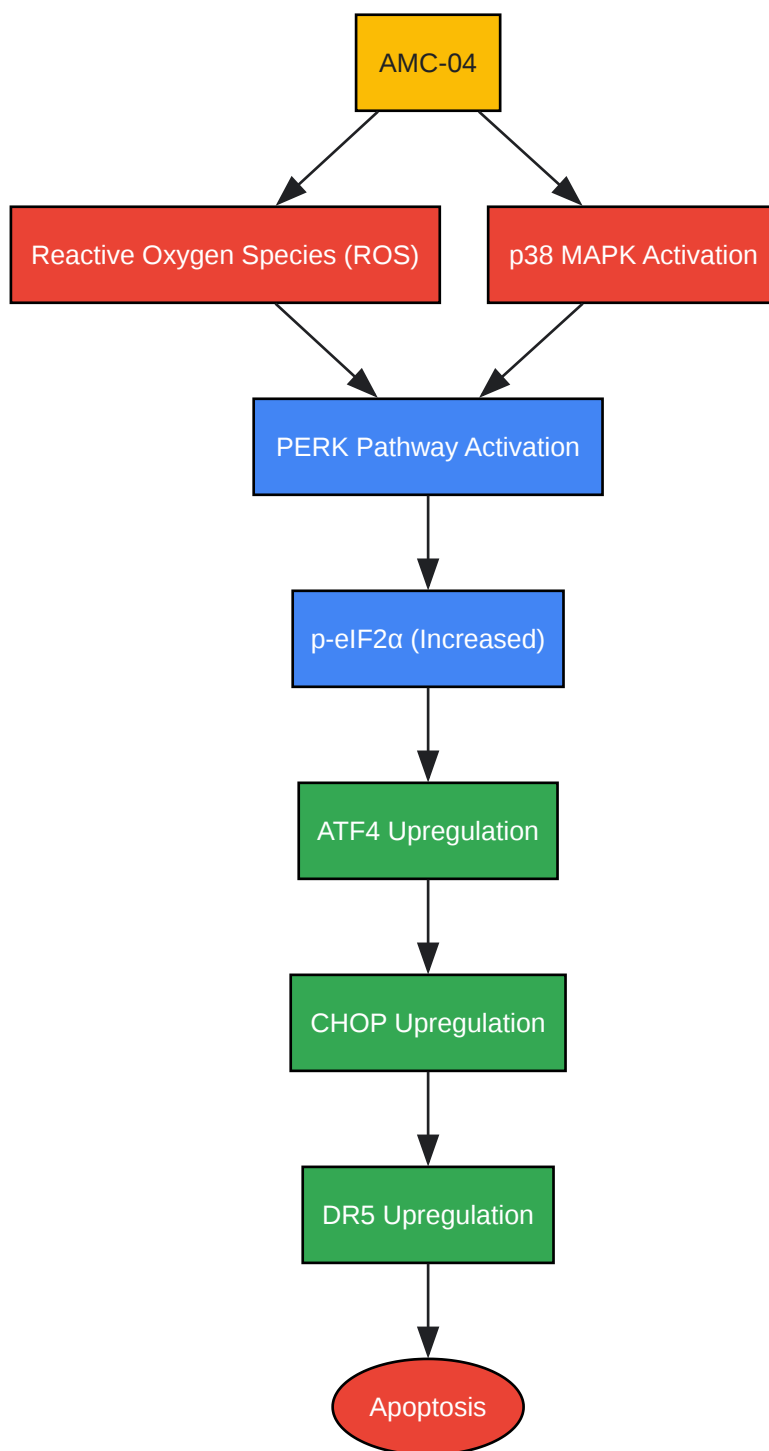 AMC-04
Reactive Oxygen Species (ROS)
p38 MAPK Activation
PERK Pathway Activation
p-eIF2α (Increased)
ATF4 Upregulation
CHOP Upregulation
DR5 Upregulation
Apoptosis